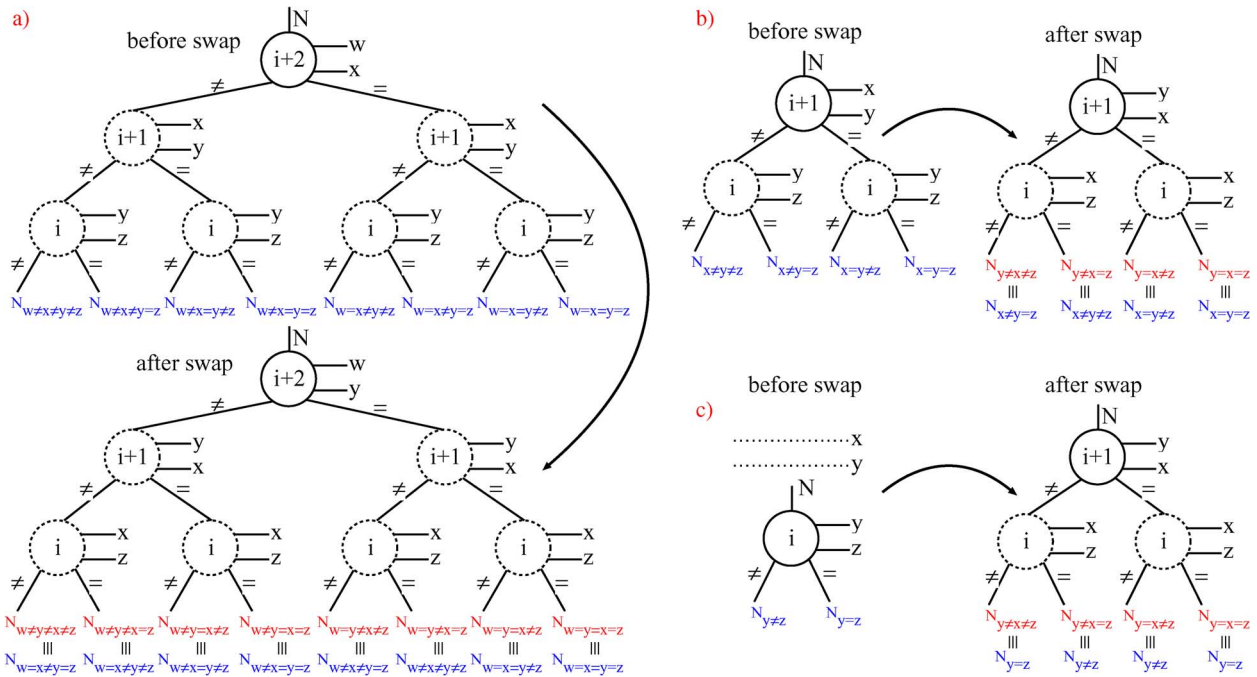 a)
before swap
N
i+2
w
x
≠ =
i+1 x y i+1 x y
≠ = ≠ =
i y z i y z i y z i y z
≠ = ≠ = ≠ = ≠ =
Nw≠x≠y≠z Nw≠x≠y=z Nw≠x=y≠z Nw≠x=y=z Nw=x≠y≠z Nw=x≠y=z Nw=x=y≠z Nw=x=y=z
after swap
N
i+2
w
y
≠ =
i+1 y x i+1 y x
≠ = ≠ =
i x z i x z i x z i x z
≠ = ≠ = ≠ = ≠ =
Nw≠y≠x≠z Nw≠y≠x=z Nw≠y=x≠z Nw≠y=x=z Nw=y≠x≠z Nw=y≠x=z Nw=y=x≠z Nw=y=x=z
≡ ≡ ≡ ≡ ≡ ≡ ≡ ≡
Nw=x≠y=z Nw=x≠y≠z Nw≠x=y≠z Nw≠x=y=z Nw≠x≠y=z Nw≠x≠y≠z Nw=x=y≠z Nw=x=y=z
b)
before swap
N
i+1
x
y
≠ =
i y z i y z
≠ = ≠ =
Nx≠y≠z Nx≠y=z Nx=y≠z Nx=y=z
after swap
N
i+1
y
x
≠ =
i x z i x z
≠ = ≠ =
Ny≠x≠z Ny≠x=z Ny=x≠z Ny=x=z
≡ ≡ ≡ ≡
Nx≠y=z Nx≠y≠z Nx=y≠z Nx=y=z
c)
before swap
x
y
N
i
y
z
≠ =
Ny≠z Ny=z
after swap
N
i+1
y
x
≠ =
i x z i x z
≠ = ≠ =
Ny≠x≠z Ny≠x=z Ny=x≠z Ny=x=z
≡ ≡ ≡ ≡
Ny=z Ny≠z Ny≠z Ny=z